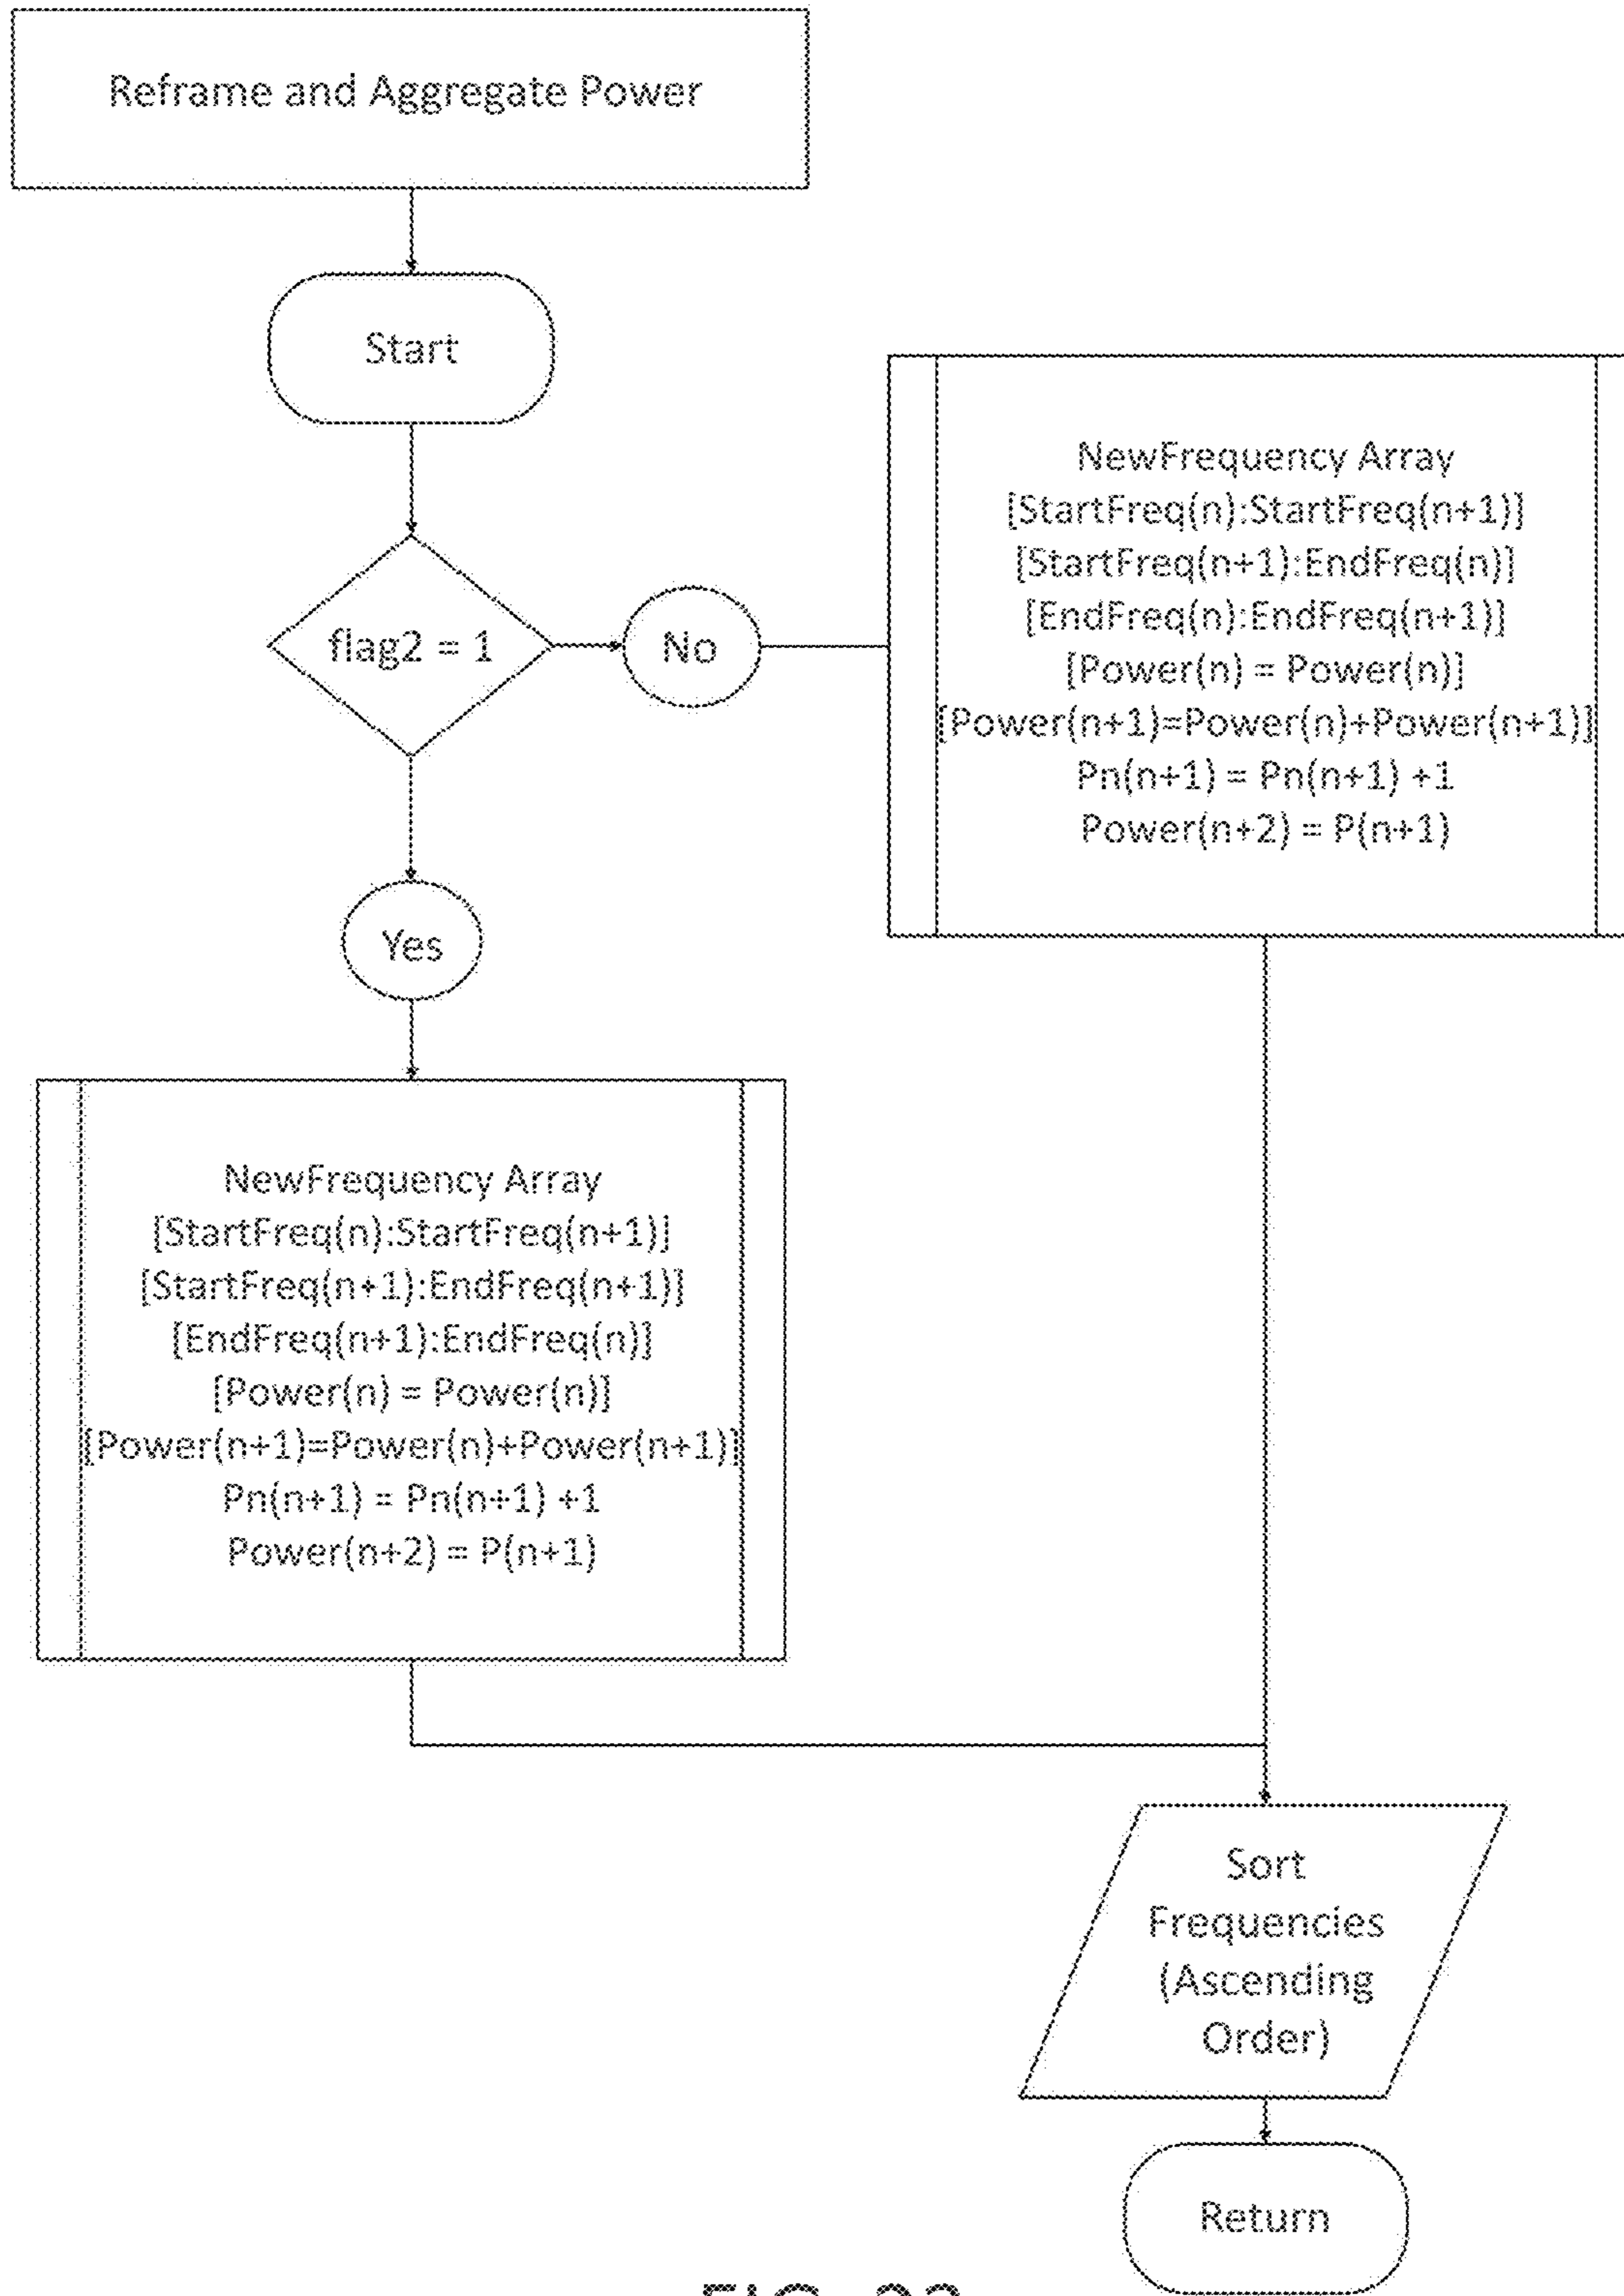 Reframe and Aggregate Power
Start
flag2 = 1
No
NewFrequency Array
[StartFreq(n):StartFreq(n+1)]
[StartFreq(n+1):EndFreq(n)]
[EndFreq(n):EndFreq(n+1)]
[Power(n) = Power(n)]
[Power(n+1)=Power(n)+Power(n+1)]
Pn(n+1) = Pn(n+1) +1
Power(n+2) = P(n+1)
Yes
NewFrequency Array
[StartFreq(n):StartFreq(n+1)]
[StartFreq(n+1):EndFreq(n+1)]
[EndFreq(n+1):EndFreq(n)]
[Power(n) = Power(n)]
[Power(n+1)=Power(n)+Power(n+1)]
Pn(n+1) = Pn(n+1) +1
Power(n+2) = P(n+1)
Sort
Frequencies
(Ascending
Order)
Return